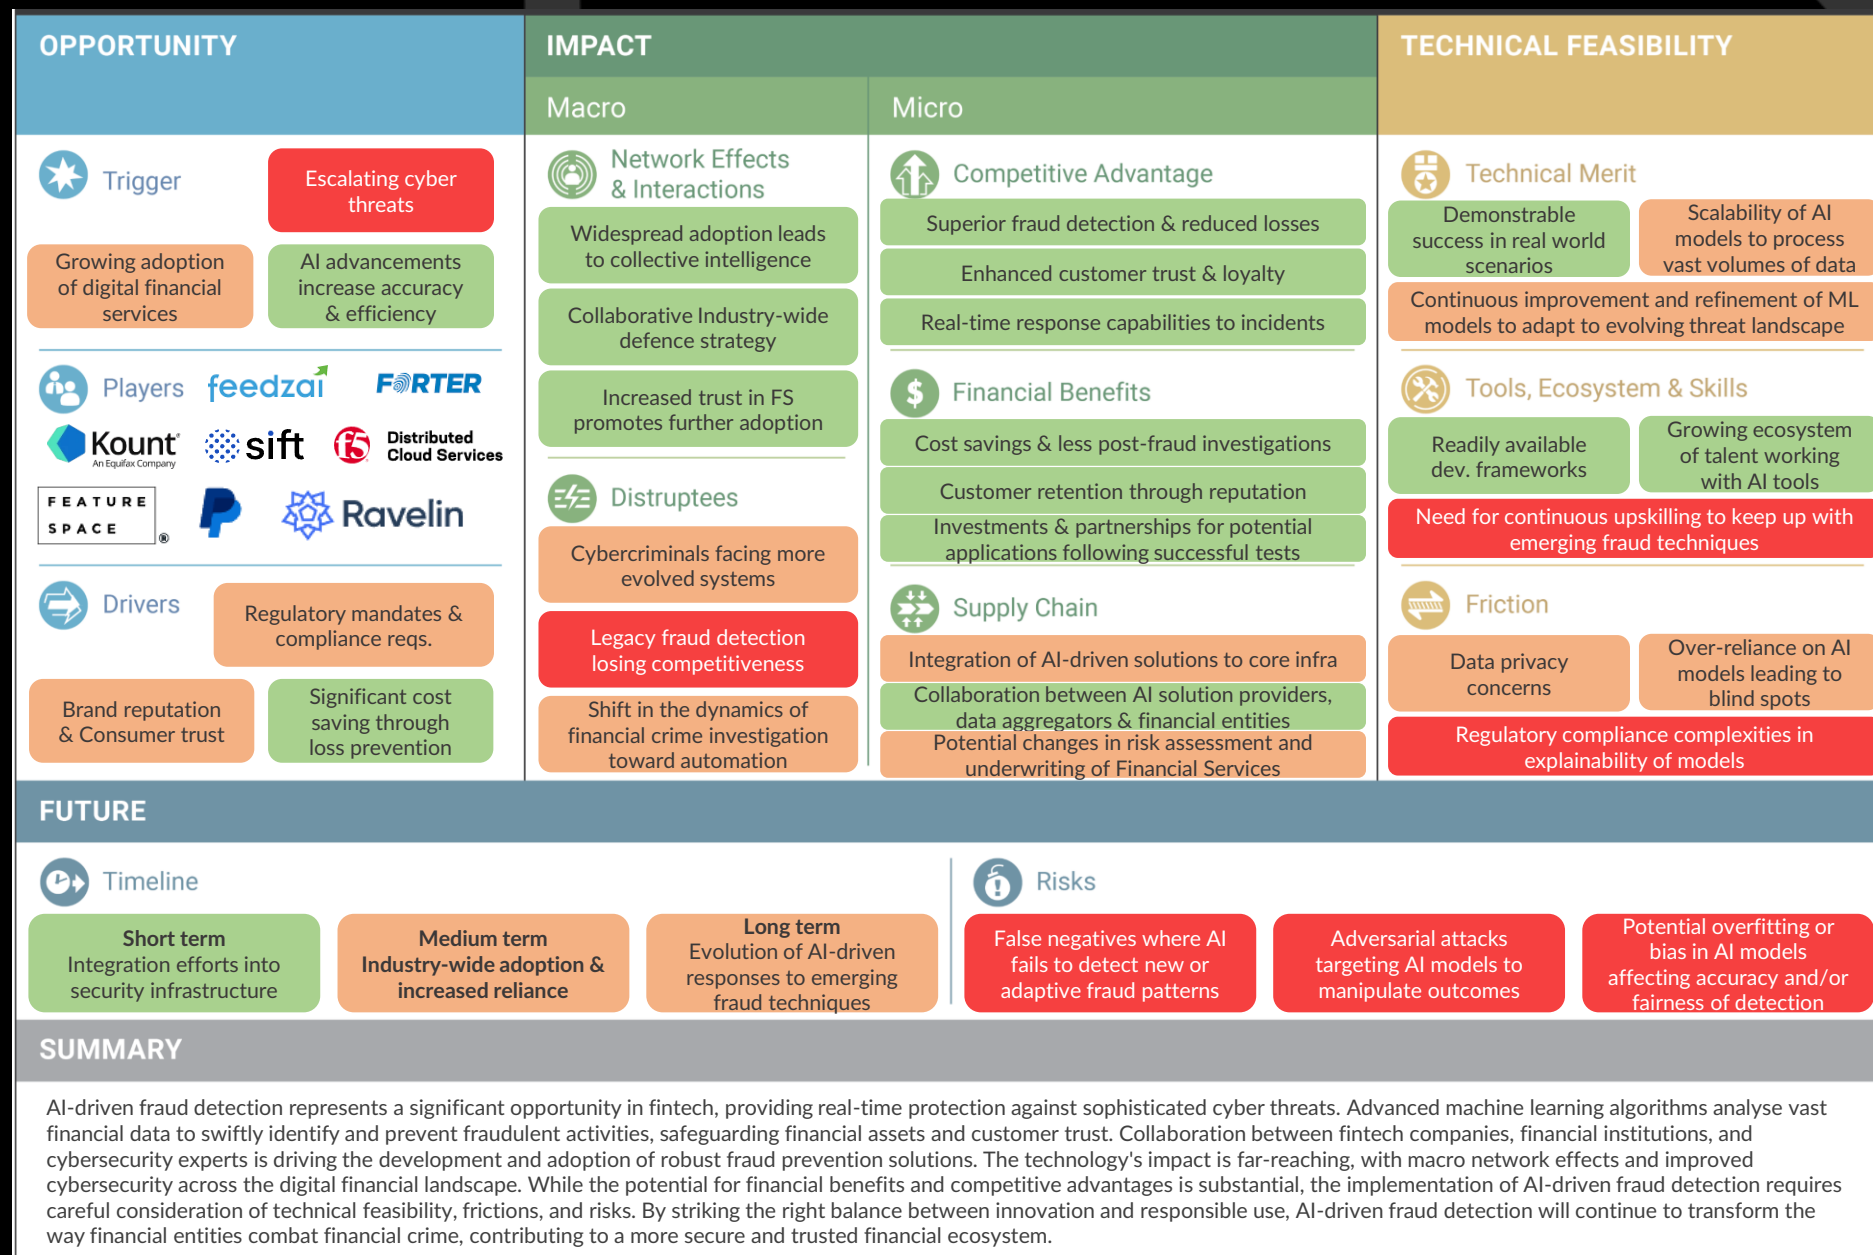 OPPORTUNITY
Trigger
Escalating cyber
threats
Growing adoption
of digital financial
services
AI advancements
increase accuracy
& efficiency
Players
feedzai
FORTER
Kount
An Equifax Company
sift
f5
Distributed
Cloud Services
FEATURE
SPACE
®
Ravelin
Drivers
Regulatory mandates &
compliance reqs.
Brand reputation
& Consumer trust
Significant cost
saving through
loss prevention
IMPACT
Macro
Network Effects
& Interactions
Widespread adoption leads
to collective intelligence
Collaborative Industry-wide
defence strategy
Increased trust in FS
promotes further adoption
Distruptees
Cybercriminals facing more
evolved systems
Legacy fraud detection
losing competitiveness
Shift in the dynamics of
financial crime investigation
toward automation
Micro
Competitive Advantage
Superior fraud detection & reduced losses
Enhanced customer trust & loyalty
Real-time response capabilities to incidents
Financial Benefits
Cost savings & less post-fraud investigations
Customer retention through reputation
Investments & partnerships for potential
applications following successful tests
Supply Chain
Integration of AI-driven solutions to core infra
Collaboration between AI solution providers,
data aggregators & financial entities
Potential changes in risk assessment and
underwriting of Financial Services
TECHNICAL FEASIBILITY
Technical Merit
Demonstrable
success in real world
scenarios
Scalability of AI
models to process
vast volumes of data
Continuous improvement and refinement of ML
models to adapt to evolving threat landscape
Tools, Ecosystem & Skills
Readily available
dev. frameworks
Growing ecosystem
of talent working
with AI tools
Need for continuous upskilling to keep up with
emerging fraud techniques
Friction
Data privacy
concerns
Over-reliance on AI
models leading to
blind spots
Regulatory compliance complexities in
explainability of models
FUTURE
Timeline
Short term
Integration efforts into
security infrastructure
Medium term
Industry-wide adoption &
increased reliance
Long term
Evolution of AI-driven
responses to emerging
fraud techniques
Risks
False negatives where AI
fails to detect new or
adaptive fraud patterns
Adversarial attacks
targeting AI models to
manipulate outcomes
Potential overfitting or
bias in AI models
affecting accuracy and/or
fairness of detection
SUMMARY
AI-driven fraud detection represents a significant opportunity in fintech, providing real-time protection against sophisticated cyber threats. Advanced machine learning algorithms analyse vast
financial data to swiftly identify and prevent fraudulent activities, safeguarding financial assets and customer trust. Collaboration between fintech companies, financial institutions, and
cybersecurity experts is driving the development and adoption of robust fraud prevention solutions. The technology's impact is far-reaching, with macro network effects and improved
cybersecurity across the digital financial landscape. While the potential for financial benefits and competitive advantages is substantial, the implementation of AI-driven fraud detection requires
careful consideration of technical feasibility, frictions, and risks. By striking the right balance between innovation and responsible use, AI-driven fraud detection will continue to transform the
way financial entities combat financial crime, contributing to a more secure and trusted financial ecosystem.